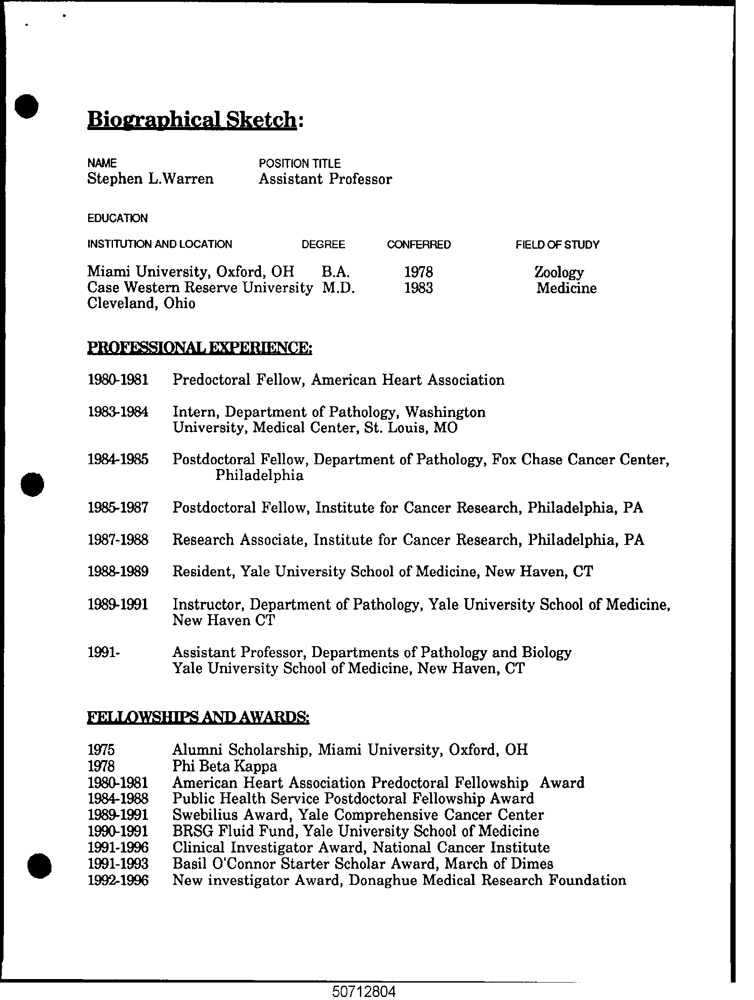 Biographical Sketch:
NAME POSITION TITLE
Stephen L.Warren Assistant Professor
EDUCATION
INSTITUTION AND LOCATION DEGREE CONFERRED FIELD OF STUDY
Miami University, Oxford, OH B.A. 1978 Zoology
Case Western Reserve University M.D. 1983 Medicine
Cleveland, Ohio
PROFESSIONAL EXPERIENCE:
1980-1981 Predoctoral Fellow, American Heart Association
1983-1984 Intern, Department of Pathology, Washington
University, Medical Center, St. Louis, MO
1984-1985 Postdoctoral Fellow, Department of Pathology, Fox Chase Cancer Center,
Philadelphia
1985-1987 Postdoctoral Fellow, Institute for Cancer Research, Philadelphia, PA
1987-1988 Research Associate, Institute for Cancer Research, Philadelphia, PA
1988-1989 Resident, Yale University School of Medicine, New Haven, CT
1989-1991 Instructor, Department of Pathology, Yale University School of Medicine,
New Haven CT
1991- Assistant Professor, Departments of Pathology and Biology
Yale University School of Medicine, New Haven, CT
FELLOWSHIPS AND AWARDS:
1975 Alumni Scholarship, Miami University, Oxford, OH
1978 Phi Beta Kappa
1980-1981 American Heart Association Predoctoral Fellowship Award
1984-1988 Public Health Service Postdoctoral Fellowship Award
1989-1991 Swebilius Award, Yale Comprehensive Cancer Center
1990-1991 BRSG Fluid Fund, Yale University School of Medicine
1991-1996 Clinical Investigator Award, National Cancer Institute
1991-1993 Basil O'Connor Starter Scholar Award, March of Dimes
1992-1996 New investigator Award, Donaghue Medical Research Foundation
50712804